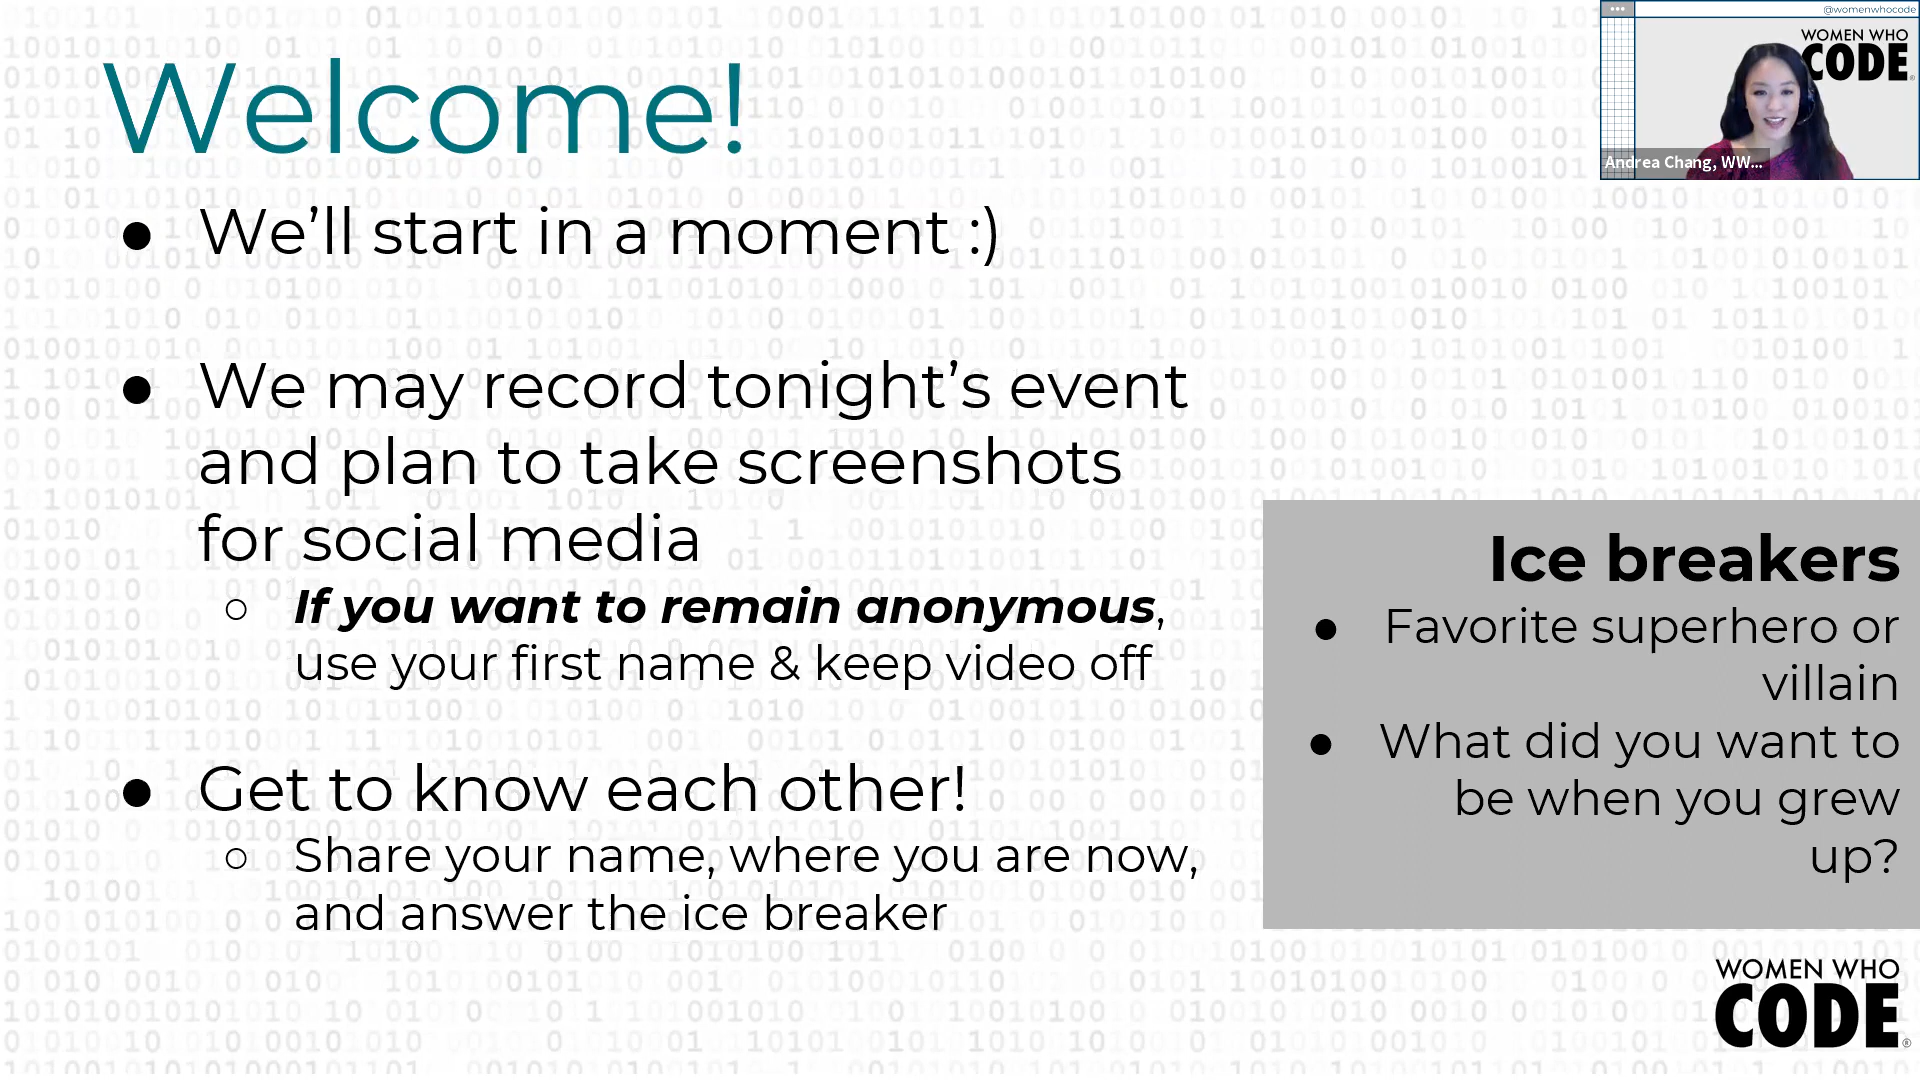 Welcome!
● We’ll start in a moment :)
● We may record tonight’s event
and plan to take screenshots
for social media
○ If you want to remain anonymous,
use your first name & keep video off
● Get to know each other!
○ Share your name, where you are now,
and answer the ice breaker
Ice breakers
● Favorite superhero or
villain
● What did you want to
be when you grew
up?
WOMEN WHO
CODE®
@womenwhocode
WOMEN WHO
CODE®
Andrea Chang, WW...